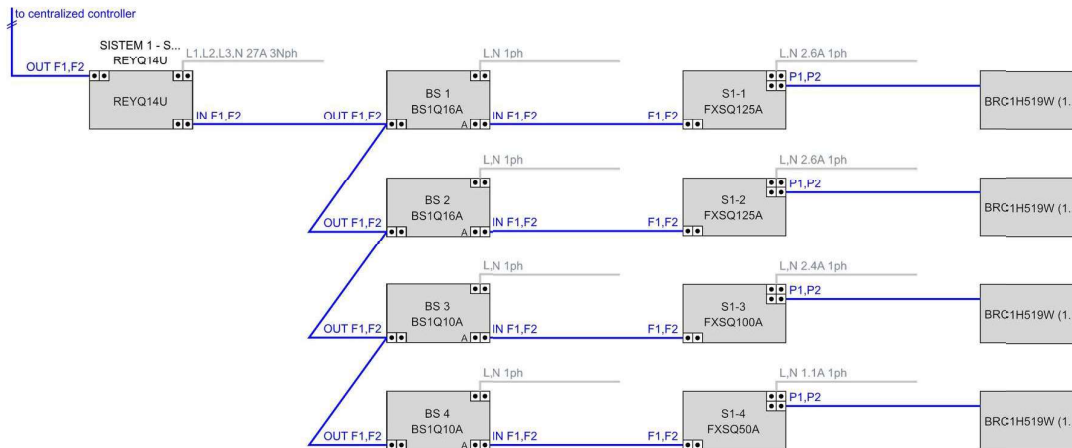 to centralized controller
SISTEM 1 - S...
REYQ14U
L1,L2,L3,N 27A 3Nph
OUT F1,F2
REYQ14U
IN F1,F2
L,N 1ph
OUT F1,F2
BS 1
BS1Q16A
A
IN F1,F2
L,N 2.6A 1ph
P1,P2
F1,F2
S1-1
FXSQ125A
BRC1H519W (1.
L,N 1ph
OUT F1,F2
BS 2
BS1Q16A
A
IN F1,F2
L,N 2.6A 1ph
P1,P2
F1,F2
S1-2
FXSQ125A
BRC1H519W (1.
L,N 1ph
OUT F1,F2
BS 3
BS1Q10A
A
IN F1,F2
L,N 2.4A 1ph
P1,P2
F1,F2
S1-3
FXSQ100A
BRC1H519W (1.
L,N 1ph
OUT F1,F2
BS 4
BS1Q10A
A
IN F1,F2
L,N 1.1A 1ph
P1,P2
F1,F2
S1-4
FXSQ50A
BRC1H519W (1.